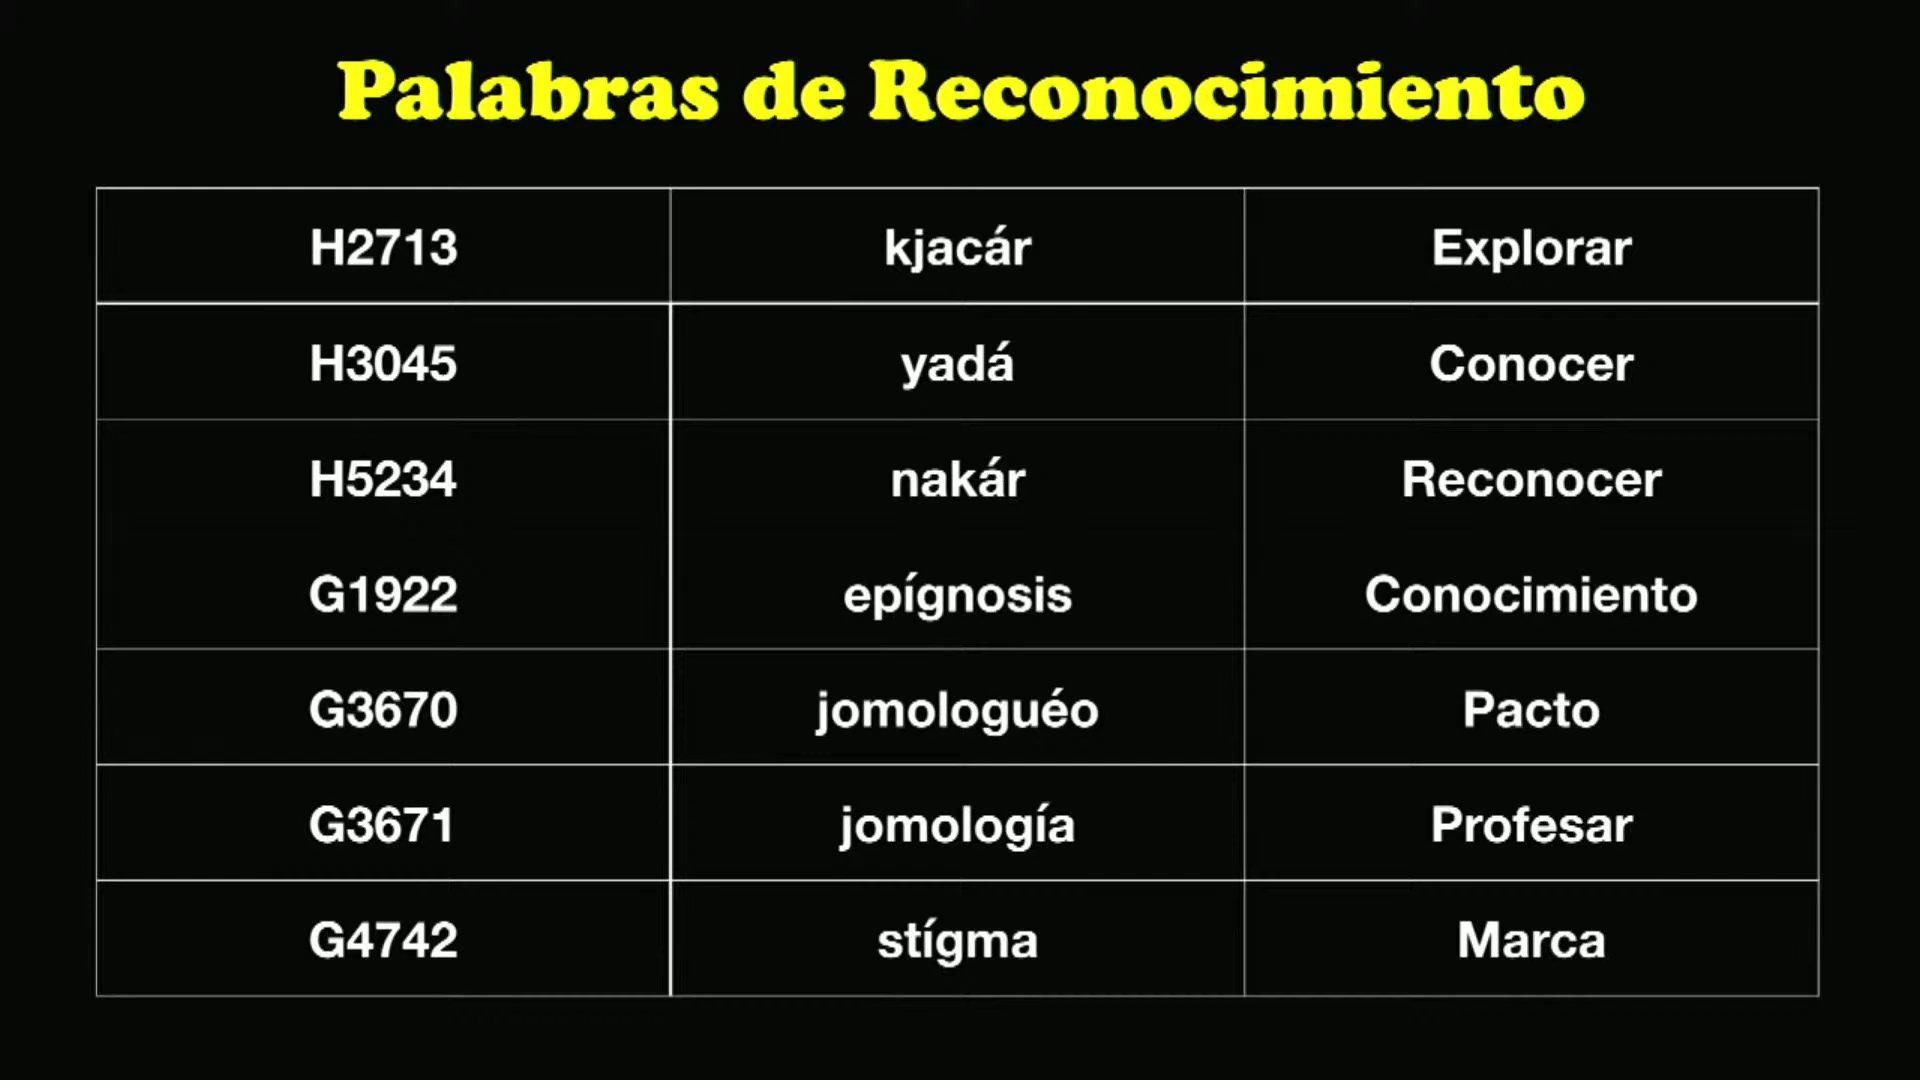 Palabras de Reconocimiento
H2713 kjacár Explorar
H3045 yadá Conocer
H5234 nakár Reconocer
G1922 epígnosis Conocimiento
G3670 jomologuéo Pacto
G3671 jomología Profesar
G4742 stígma Marca